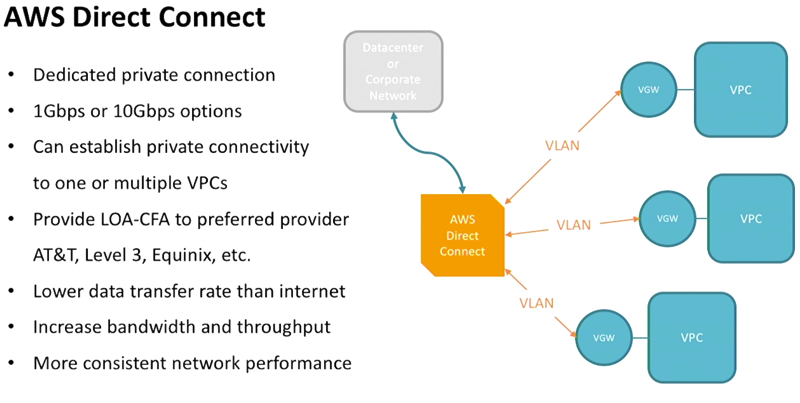 AWS Direct Connect
• Dedicated private connection
• 1Gbps or 10Gbps options
• Can establish private connectivity
to one or multiple VPCs
• Provide LOA-CFA to preferred provider
AT&T, Level 3, Equinix, etc.
• Lower data transfer rate than internet
• Increase bandwidth and throughput
• More consistent network performance
Datacenter
or
Corporate
Network
AWS
Direct
Connect
VLAN
VGW
VPC
VLAN
VGW
VPC
VLAN
VGW
VPC